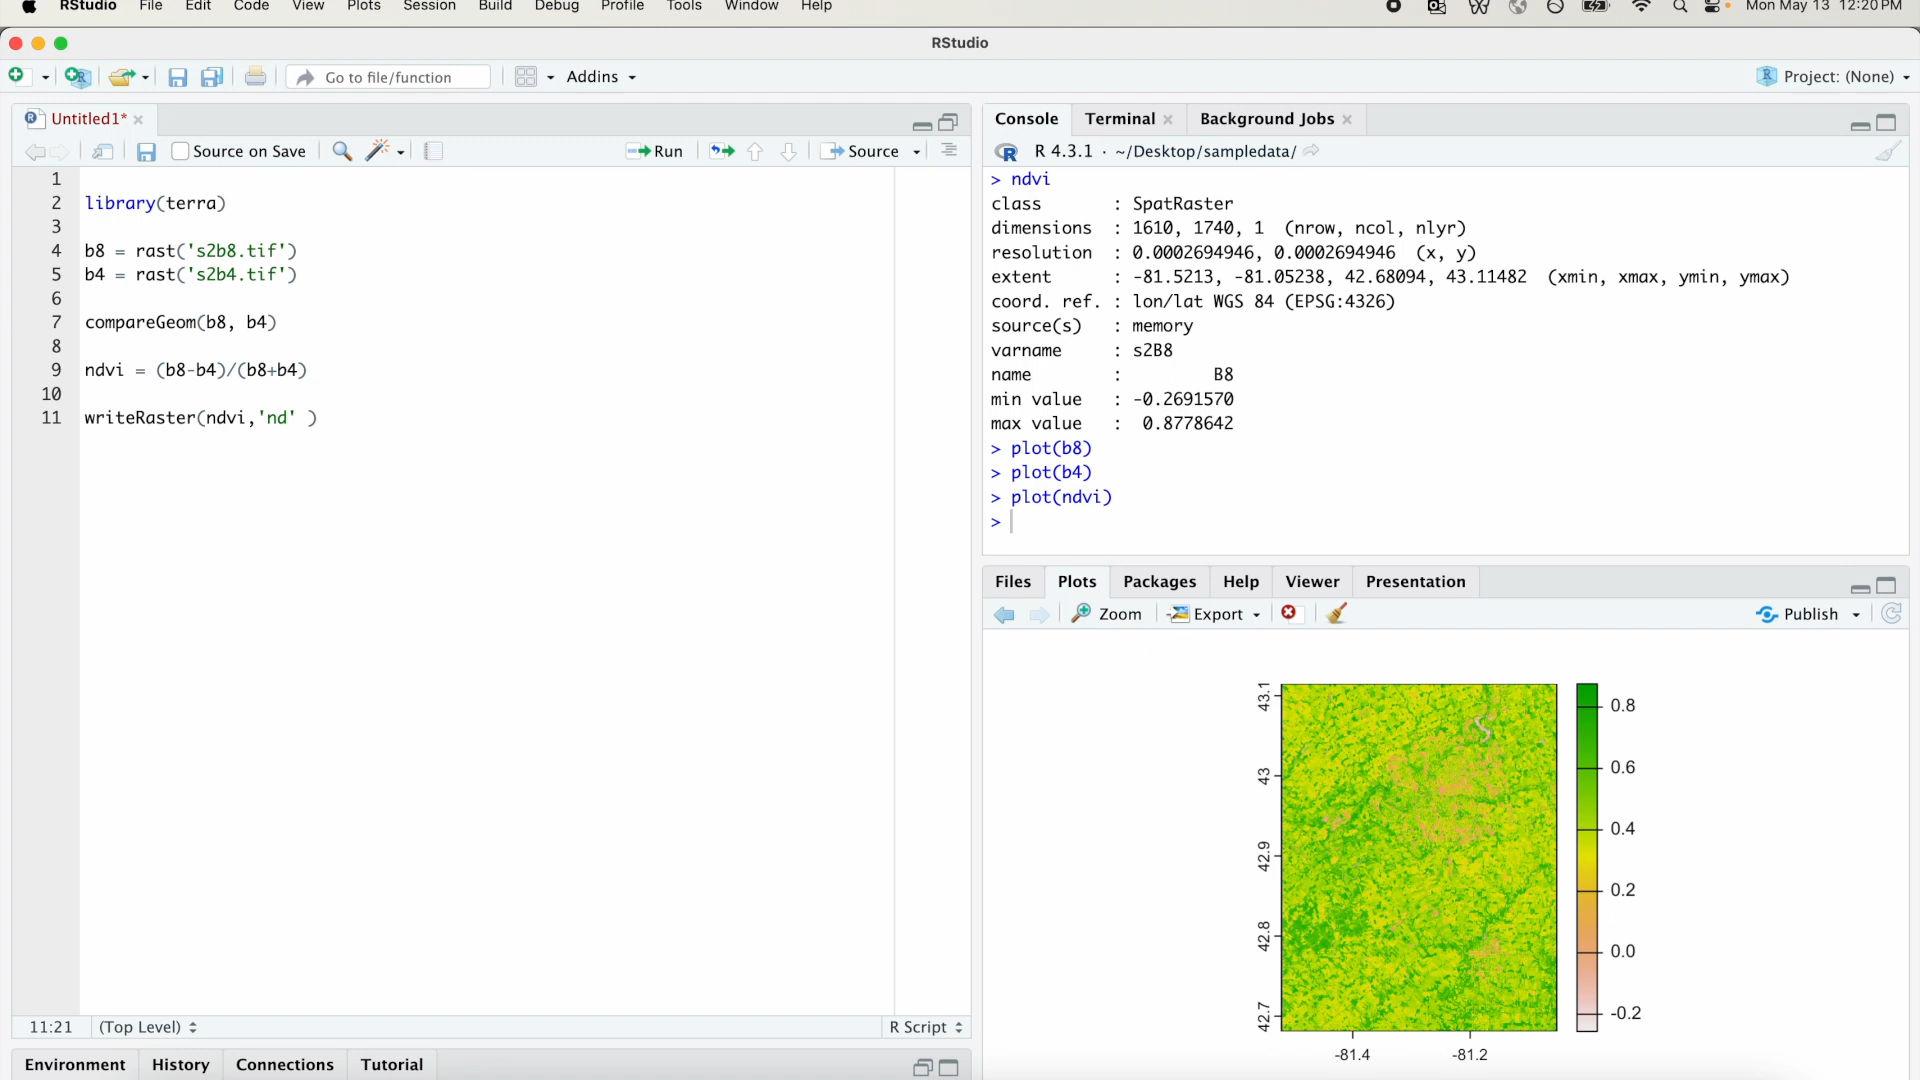 RStudio File Edit Code View Plots Session Build Debug Profile Tools Window Help Mon May 13 12:20 PM
RStudio
Go to file/function Addins Project: (None)
Untitled1*
Source on Save Run Source
1
2 library(terra)
3
4 b8 = rast('s2b8.tif')
5 b4 = rast('s2b4.tif')
6
7 compareGeom(b8, b4)
8
9 ndvi = (b8-b4)/(b8+b4)
10
11 writeRaster(ndvi,'nd' )
11:21 (Top Level) R Script
Environment History Connections Tutorial
Console Terminal Background Jobs
R 4.3.1 · ~/Desktop/sampledata/
> ndvi
class : SpatRaster
dimensions : 1610, 1740, 1 (nrow, ncol, nlyr)
resolution : 0.0002694946, 0.0002694946 (x, y)
extent : -81.5213, -81.05238, 42.68094, 43.11482 (xmin, xmax, ymin, ymax)
coord. ref. : lon/lat WGS 84 (EPSG:4326)
source(s) : memory
varname : s2B8
name : B8
min value : -0.2691570
max value : 0.8778642
> plot(b8)
> plot(b4)
> plot(ndvi)
>
Files Plots Packages Help Viewer Presentation
Zoom Export Publish
43.1
43
42.9
42.8
42.7
-81.4 -81.2
0.8
0.6
0.4
0.2
0.0
-0.2